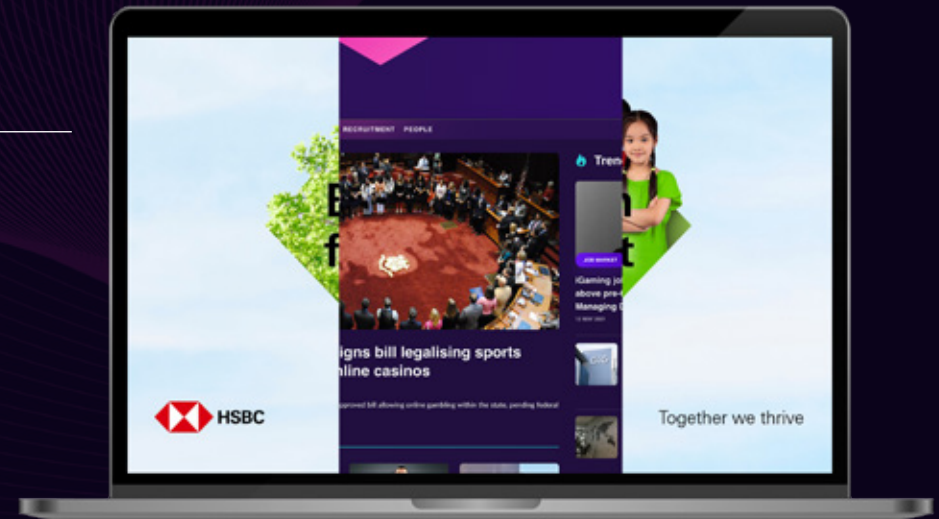 RECRUITMENT PEOPLE
HSBC
JOB MARKET
igns bill legalising sports
nline casinos
pproved bill allowing online gambling within the state, pending federal
iGaming jo
above pre-
Managing D
Together we thrive